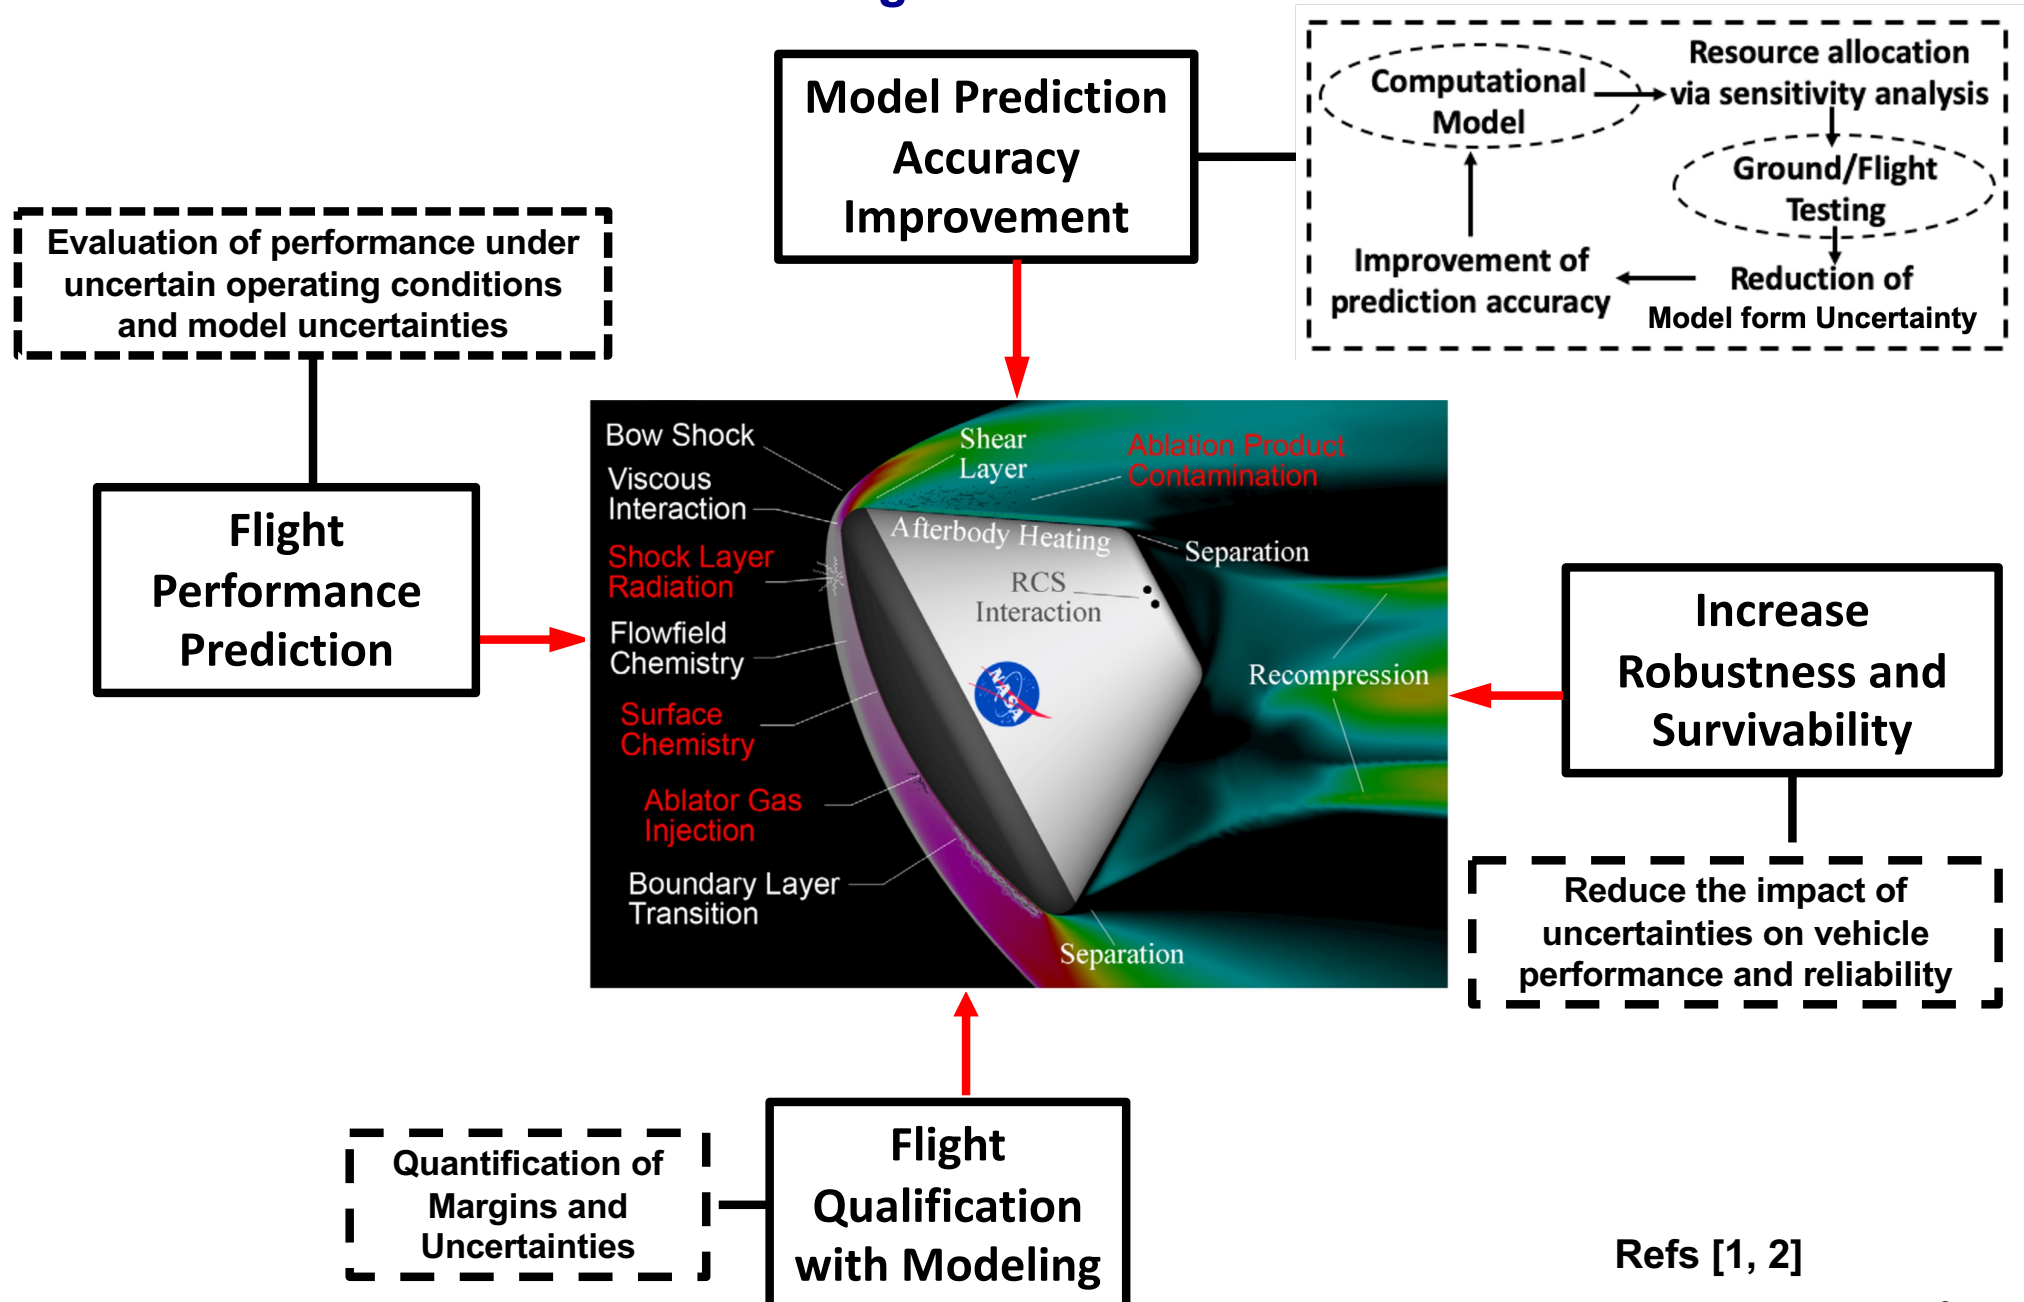 Model Prediction
Accuracy
Improvement
Computational
Model
Resource allocation
via sensitivity analysis
Ground/Flight
Testing
Reduction of
Model form Uncertainty
Improvement of
prediction accuracy
Evaluation of performance under
uncertain operating conditions
and model uncertainties
Flight
Performance
Prediction
Bow Shock
Viscous
Interaction
Shock Layer
Radiation
Flowfield
Chemistry
Surface
Chemistry
Ablator Gas
Injection
Boundary Layer
Transition
Shear
Layer
Ablation Product
Contamination
Afterbody Heating
Separation
RCS
Interaction
NASA
Recompression
Separation
Increase
Robustness and
Survivability
Reduce the impact of
uncertainties on vehicle
performance and reliability
Quantification of
Margins and
Uncertainties
Flight
Qualification
with Modeling
Refs [1, 2]